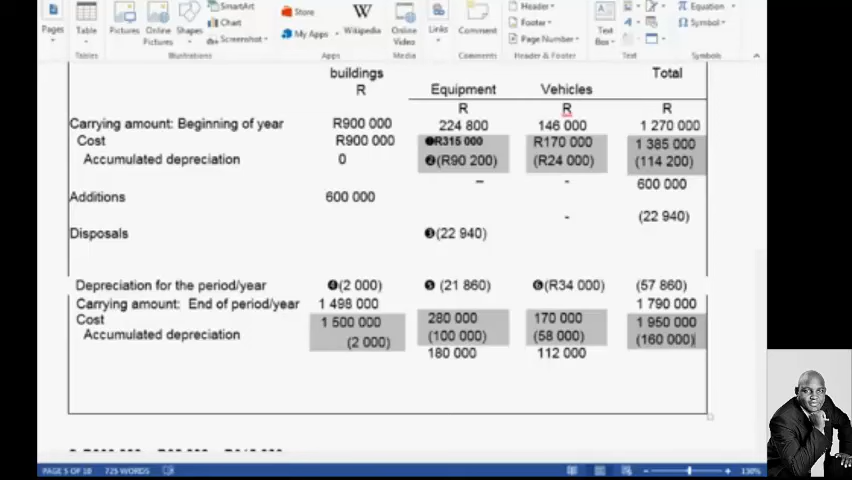 SmartArt
Chart
Screenshot
Pages
Table
Pictures
Online Pictures
Shapes
Store
My Apps
Wikipedia
Online Video
Links
Comment
Header
Footer
Page Number
Text Box
Equation
Symbol
Tables
Illustrations
Apps
Media
Comments
Header & Footer
Text
Symbols
buildings Total
R Equipment Vehicles
R R R
Carrying amount: Beginning of year R900 000 224 800 146 000 1 270 000
Cost R900 000 ❶R315 000 R170 000 1 385 000
Accumulated depreciation 0 ❷(R90 200) (R24 000) (114 200)
– - 600 000
Additions 600 000
- (22 940)
Disposals ❸(22 940)
Depreciation for the period/year ❹(2 000) ❺ (21 860) ❻(R34 000) (57 860)
Carrying amount: End of period/year 1 498 000 1 790 000
Cost 1 500 000 280 000 170 000 1 950 000
Accumulated depreciation (2 000) (100 000) (58 000) (160 000)
180 000 112 000
PAGE 5 OF 10 725 WORDS 130%